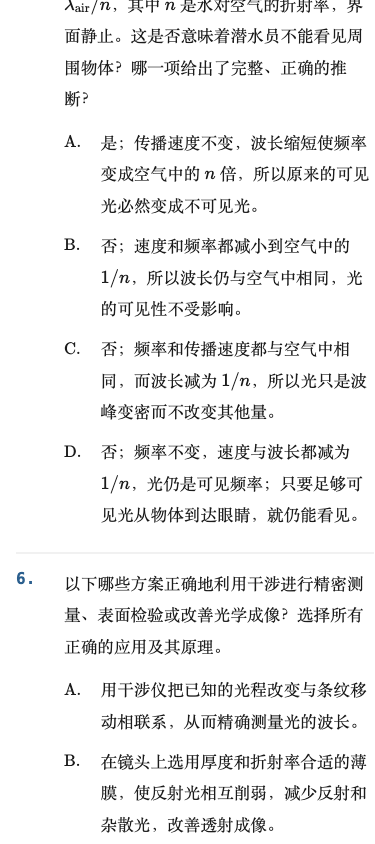 λair/n，其中 n 是水对空气的折射率，界
面静止。这是否意味着潜水员不能看见周
围物体？哪一项给出了完整、正确的推
断？
A. 是；传播速度不变，波长缩短使频率
变成空气中的 n 倍，所以原来的可见
光必然变成不可见光。
B. 否；速度和频率都减小到空气中的
1/n，所以波长仍与空气中相同，光
的可见性不受影响。
C. 否；频率和传播速度都与空气中相
同，而波长减为 1/n，所以光只是波
峰变密而不改变其他量。
D. 否；频率不变，速度与波长都减为
1/n，光仍是可见频率；只要足够可
见光从物体到达眼睛，就仍能看见。
6. 以下哪些方案正确地利用干涉进行精密测
量、表面检验或改善光学成像？选择所有
正确的应用及其原理。
A. 用干涉仪把已知的光程改变与条纹移
动相联系，从而精确测量光的波长。
B. 在镜头上选用厚度和折射率合适的薄
膜，使反射光相互削弱，减少反射和
杂散光，改善透射成像。